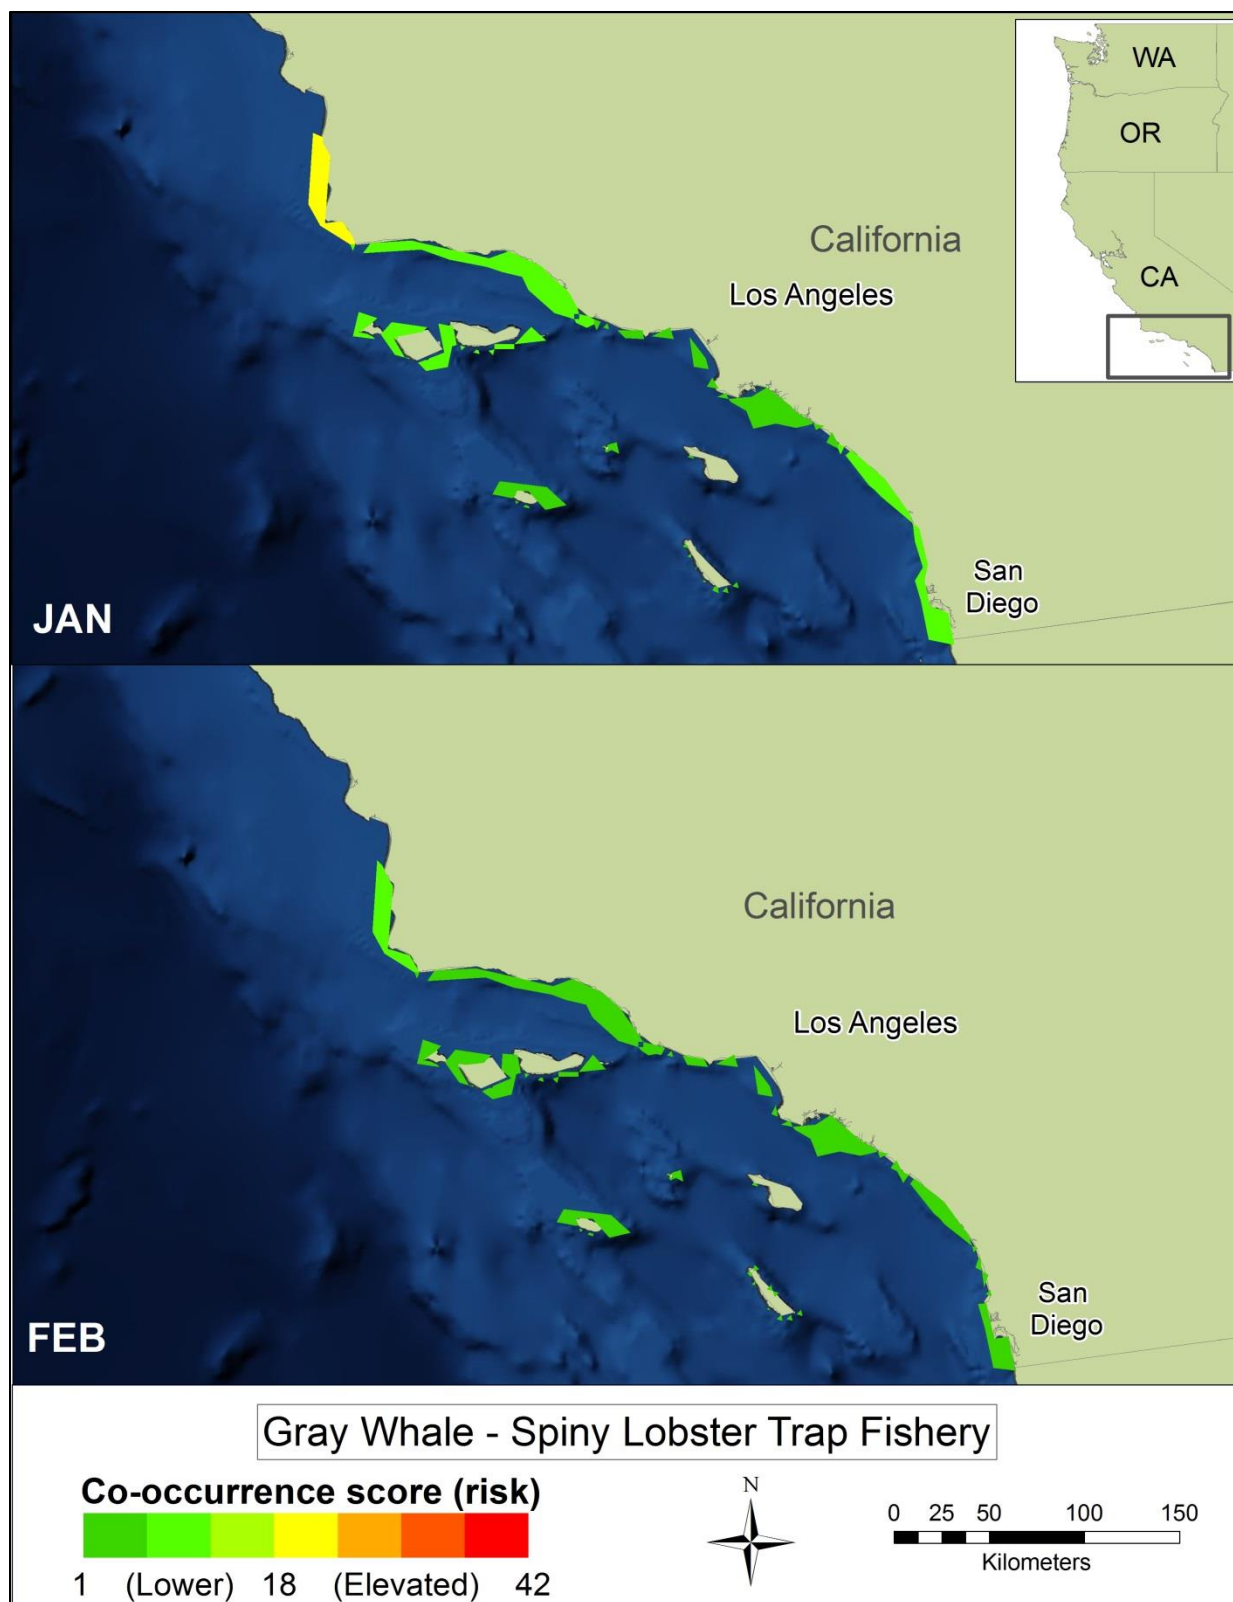 WA
OR
CA
California
Los Angeles
San
Diego
JAN
California
Los Angeles
San
Diego
FEB
Gray Whale - Spiny Lobster Trap Fishery
Co-occurrence score (risk)
1 (Lower) 18 (Elevated) 42
N
0 25 50 100 150
Kilometers